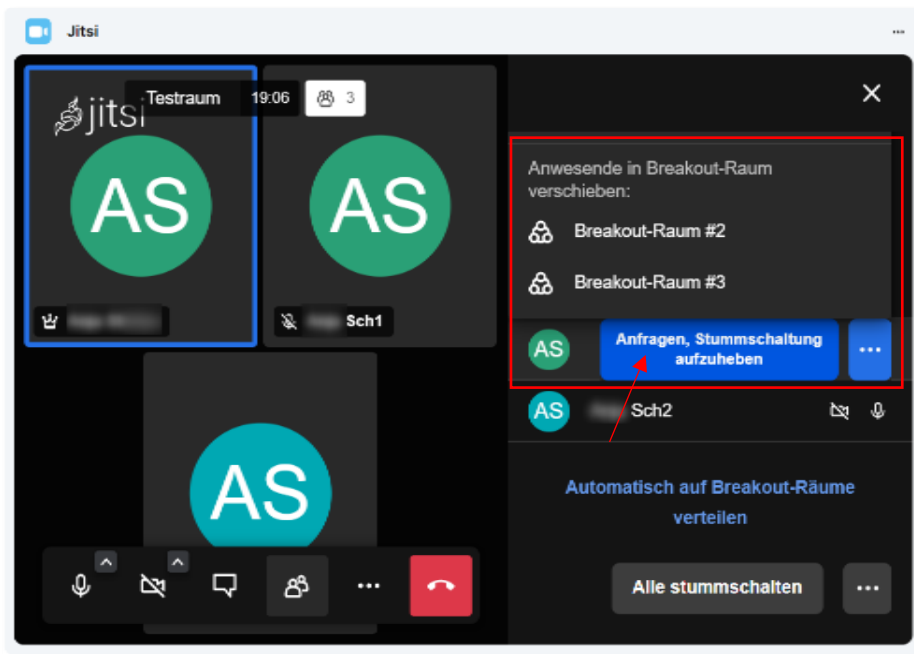 Jitsi
jitsi
Testraum 19:06 3
AS
AS
Sch1
AS
Anwesende in Breakout-Raum
verschieben:
Breakout-Raum #2
Breakout-Raum #3
AS
Anfragen, Stummschaltung
aufzuheben
AS
Sch2
Automatisch auf Breakout-Räume
verteilen
Alle stummschalten